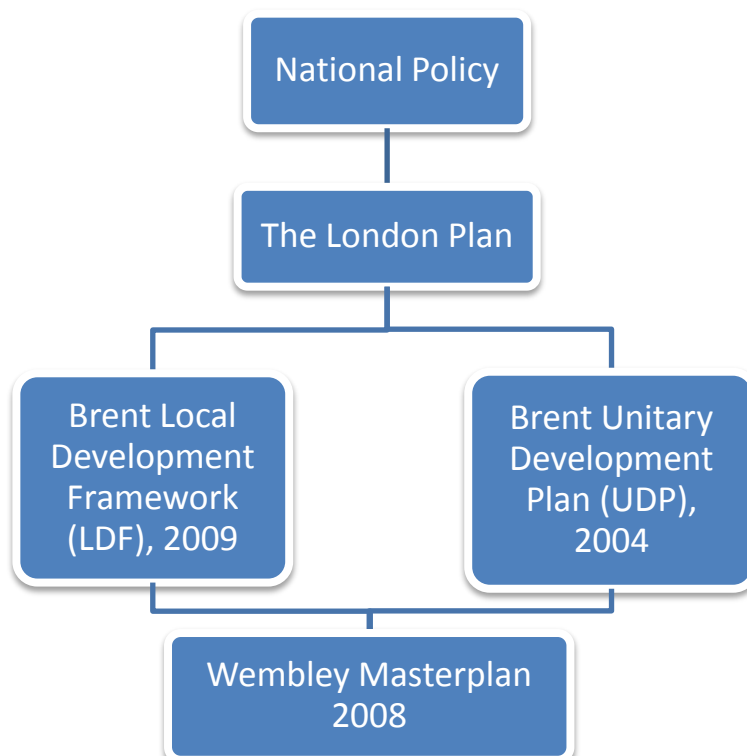 National Policy
The London Plan
Brent Local
Development
Framework
(LDF), 2009
Brent Unitary
Development
Plan (UDP),
2004
Wembley Masterplan
2008